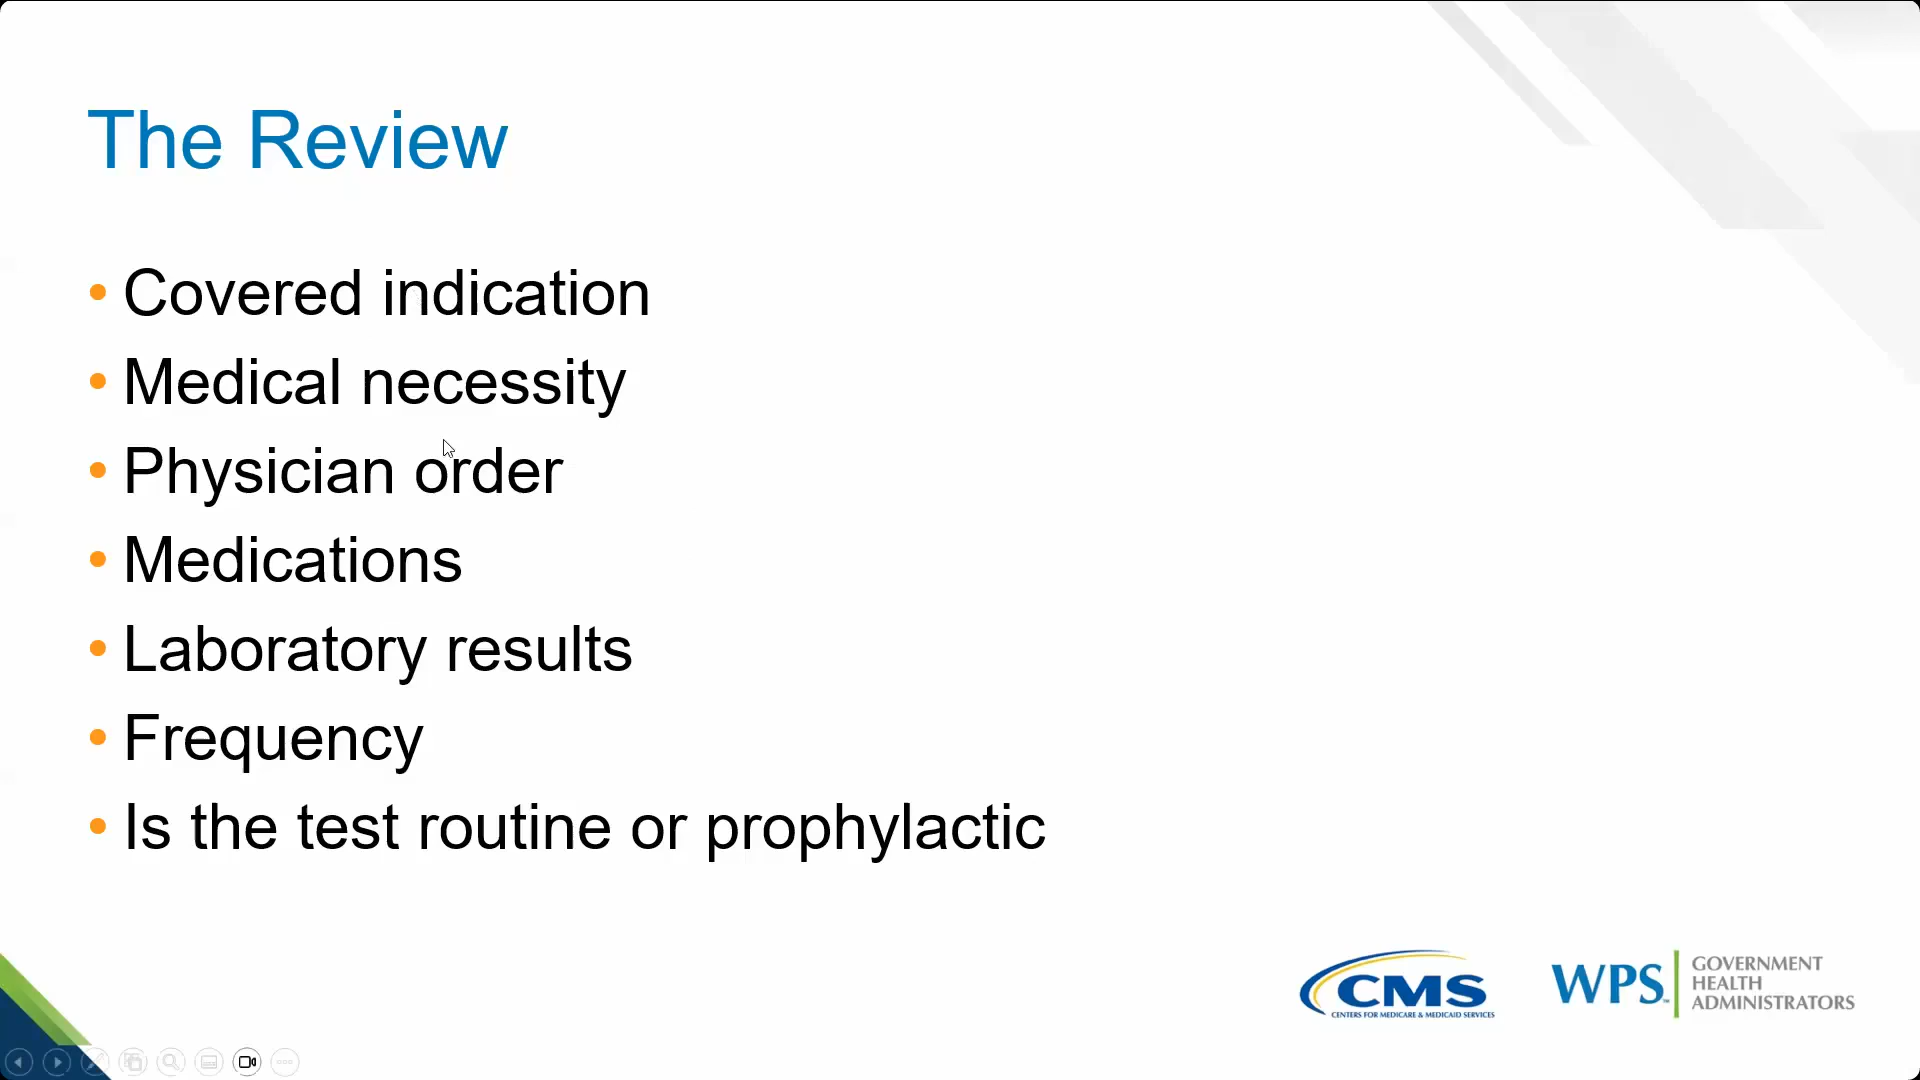 The Review
• Covered indication
• Medical necessity
• Physician order
• Medications
• Laboratory results
• Frequency
• Is the test routine or prophylactic
CMS
CENTERS FOR MEDICARE & MEDICAID SERVICES
WPS™
GOVERNMENT
HEALTH
ADMINISTRATORS